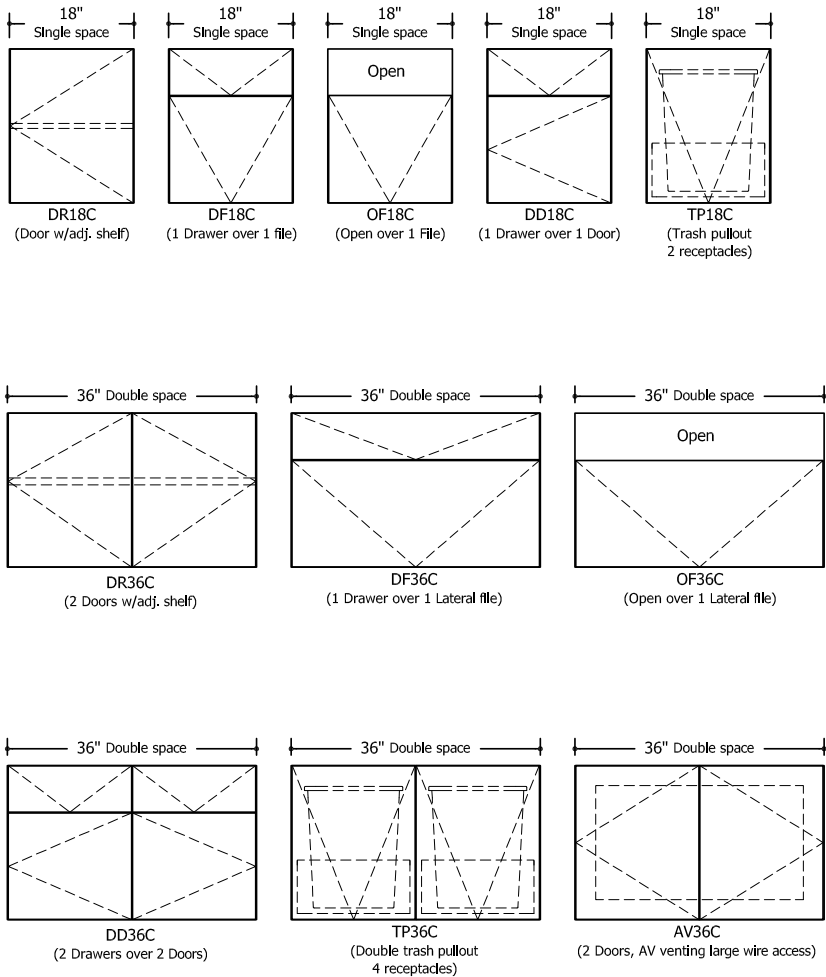 18" 18" 18" 18" 18"
Single space Single space Single space Single space Single space
Open
DR18C DF18C OF18C DD18C TP18C
(Door w/adj. shelf) (1 Drawer over 1 file) (Open over 1 File) (1 Drawer over 1 Door) (Trash pullout
2 receptacles)
36" Double space 36" Double space 36" Double space
Open
DR36C DF36C OF36C
(2 Doors w/adj. shelf) (1 Drawer over 1 Lateral file) (Open over 1 Lateral file)
36" Double space 36" Double space 36" Double space
DD36C TP36C AV36C
(2 Drawers over 2 Doors) (Double trash pullout (2 Doors, AV venting large wire access)
4 receptacles)